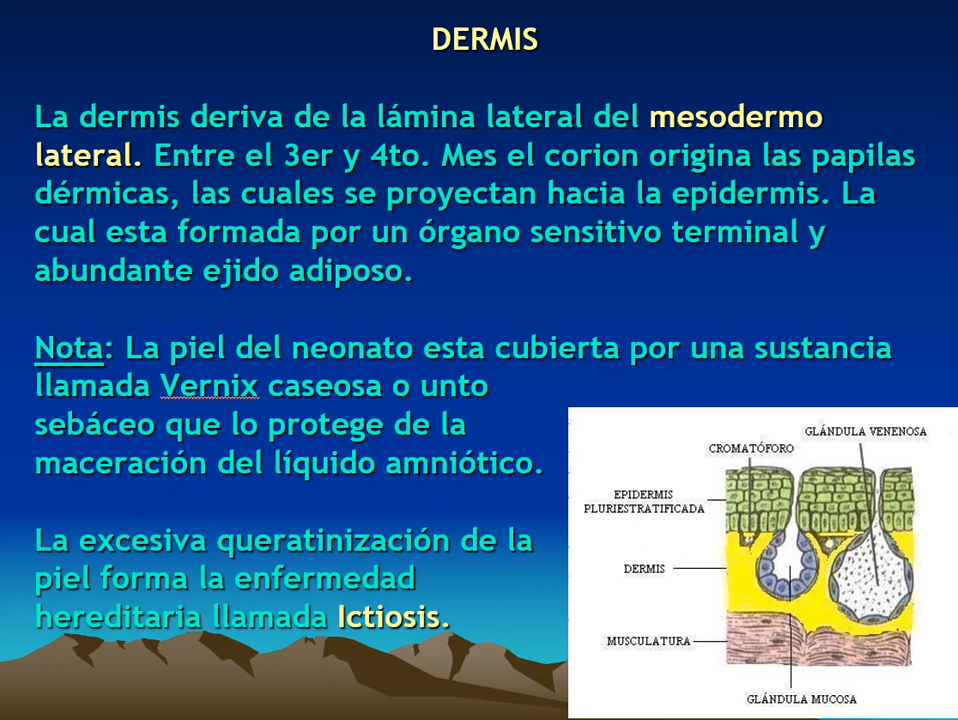 DERMIS
La dermis deriva de la lámina lateral del mesodermo
lateral. Entre el 3er y 4to. Mes el corion origina las papilas
dérmicas, las cuales se proyectan hacia la epidermis. La
cual esta formada por un órgano sensitivo terminal y
abundante ejido adiposo.
Nota: La piel del neonato esta cubierta por una sustancia
llamada Vernix caseosa o unto
sebáceo que lo protege de la
maceración del líquido amniótico.
La excesiva queratinización de la
piel forma la enfermedad
hereditaria llamada Ictiosis.
GLÁNDULA VENENOSA
CROMATÓFORO
EPIDERMIS
PLURIESTRATIFICADA
DERMIS
MUSCULATURA
GLÁNDULA MUCOSA